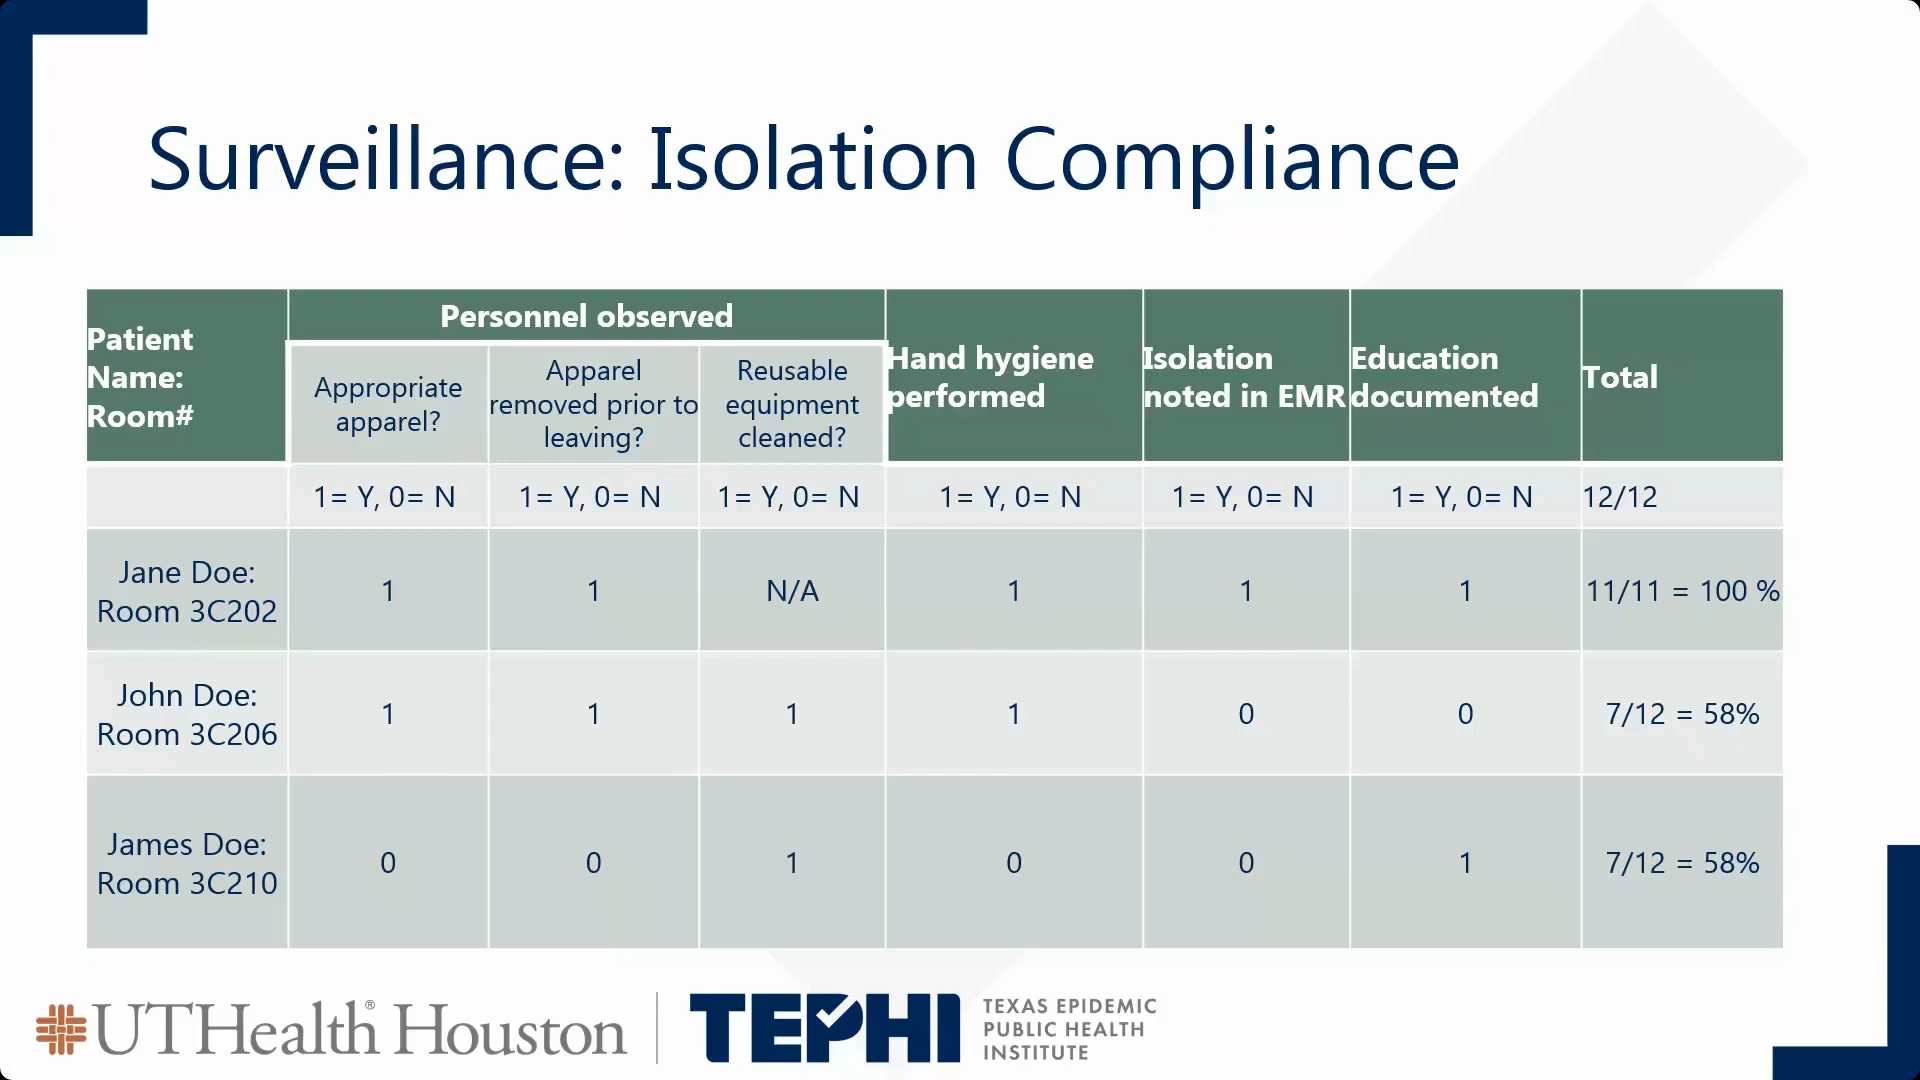 Surveillance: Isolation Compliance
Patient
Name:
Room#
Personnel observed
Appropriate
apparel?
Apparel
removed prior to
leaving?
Reusable
equipment
cleaned?
Hand hygiene
performed
Isolation
noted in EMR
Education
documented
Total
1= Y, 0= N
1= Y, 0= N
1= Y, 0= N
1= Y, 0= N
1= Y, 0= N
1= Y, 0= N
12/12
Jane Doe:
Room 3C202
1
1
N/A
1
1
1
11/11 = 100 %
John Doe:
Room 3C206
1
1
1
1
0
0
7/12 = 58%
James Doe:
Room 3C210
0
0
1
0
0
1
7/12 = 58%
UTHealth® Houston
TEPHI
TEXAS EPIDEMIC
PUBLIC HEALTH
INSTITUTE